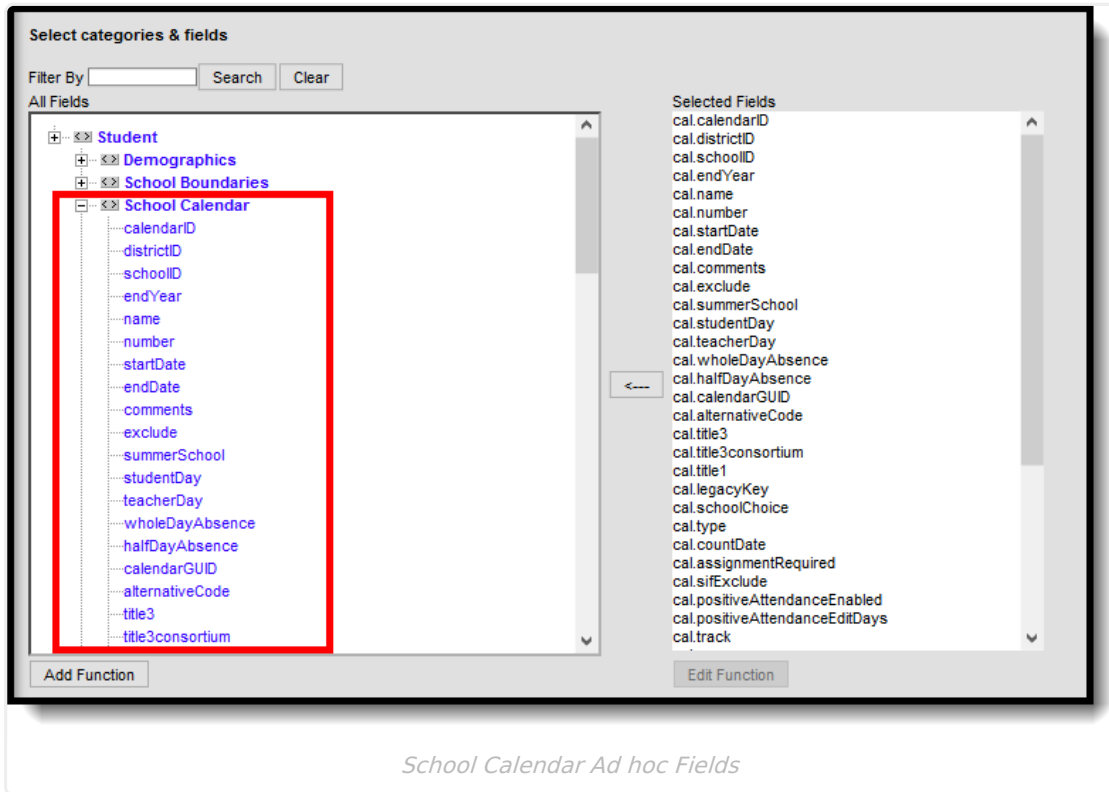 Select categories & fields
Filter By
Search
Clear
All Fields
Student
Demographics
School Boundaries
School Calendar
calendarID
districtID
schoolID
endYear
name
number
startDate
endDate
comments
exclude
summerSchool
studentDay
teacherDay
wholeDayAbsence
halfDayAbsence
calendarGUID
alternativeCode
title3
title3consortium
Add Function
<---
Selected Fields
cal.calendarID
cal.districtID
cal.schoolID
cal.endYear
cal.name
cal.number
cal.startDate
cal.endDate
cal.comments
cal.exclude
cal.summerSchool
cal.studentDay
cal.teacherDay
cal.wholeDayAbsence
cal.halfDayAbsence
cal.calendarGUID
cal.alternativeCode
cal.title3
cal.title3consortium
cal.title1
cal.legacyKey
cal.schoolChoice
cal.type
cal.countDate
cal.assignmentRequired
cal.sifExclude
cal.positiveAttendanceEnabled
cal.positiveAttendanceEditDays
cal.track
Edit Function
School Calendar Ad hoc Fields